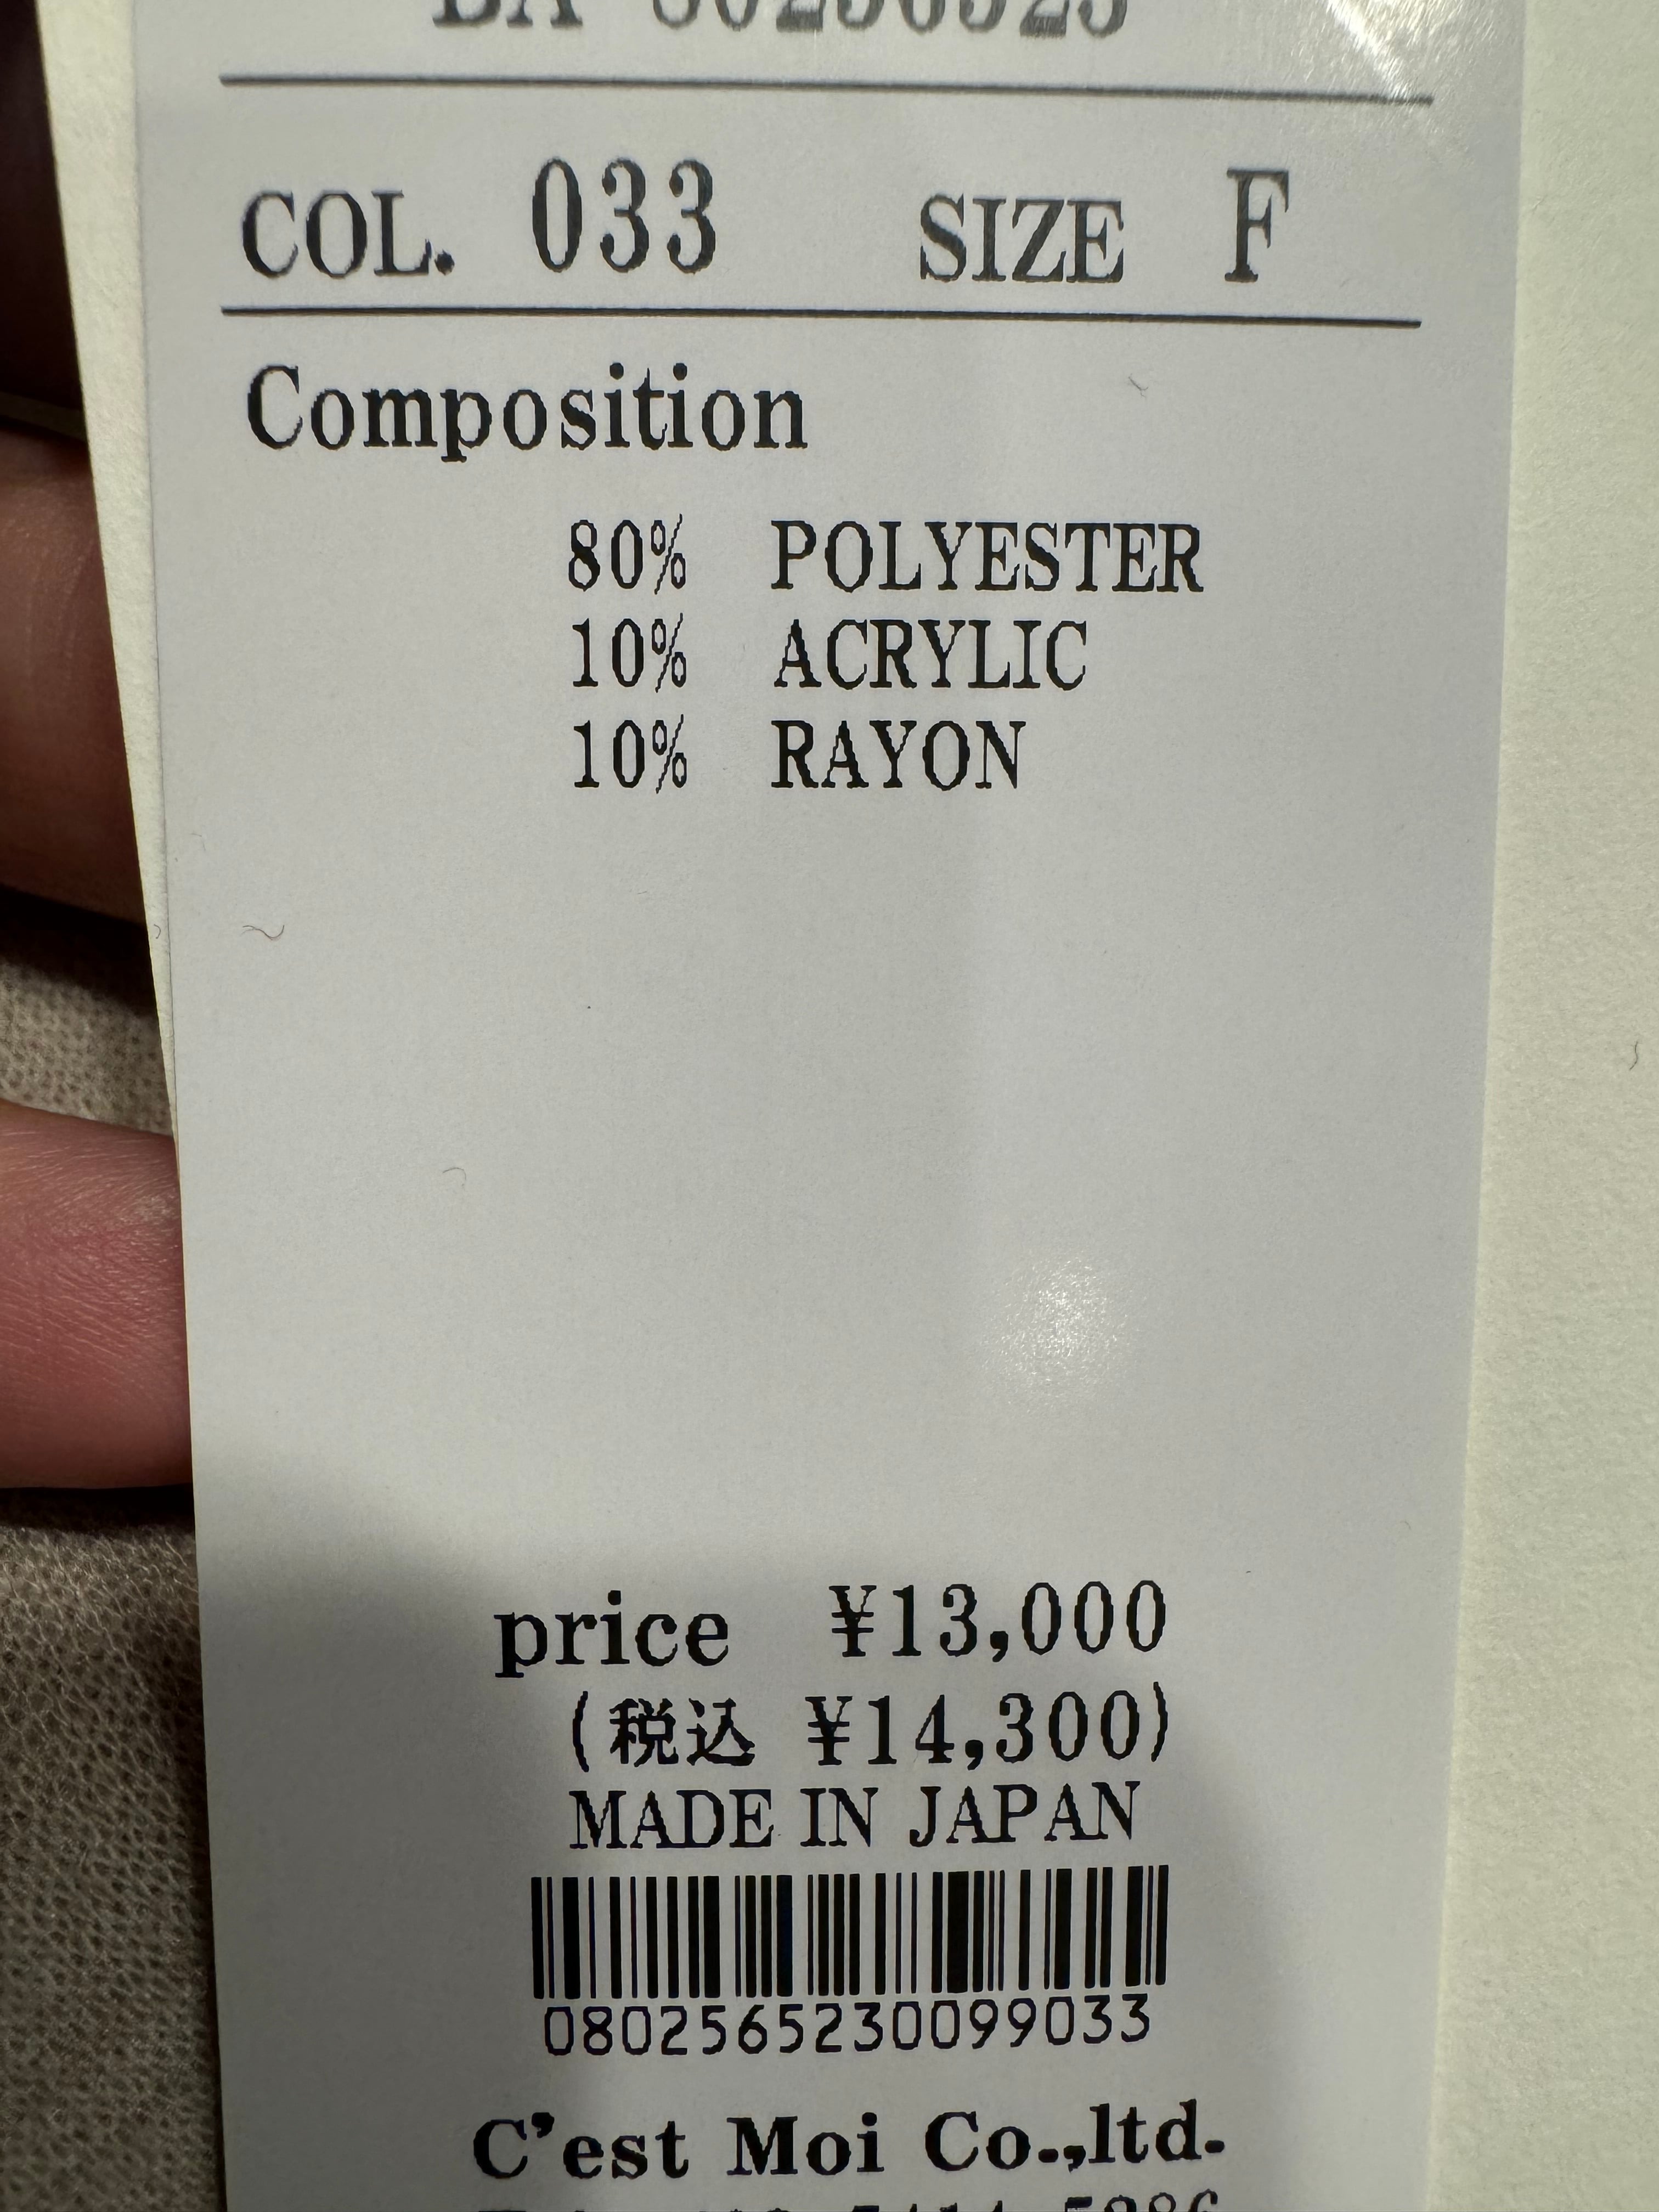 COL. 033 SIZE F
Composition
80% POLYESTER
10% ACRYLIC
10% RAYON
price ¥13,000
(税込 ¥14,300)
MADE IN JAPAN
0802565230099033
C'est Moi Co.,ltd.